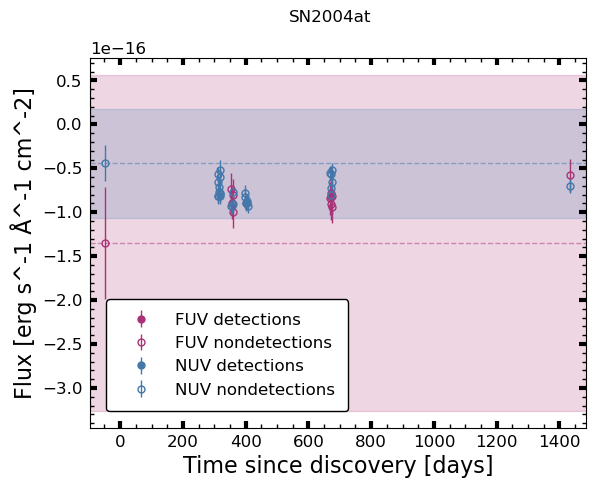 SN2004at
1e−16
0.5
0.0
−0.5
−1.0
−1.5
−2.0
−2.5
−3.0
Flux [erg s^-1 Å^-1 cm^-2]
FUV detections
FUV nondetections
NUV detections
NUV nondetections
0 200 400 600 800 1000 1200 1400
Time since discovery [days]